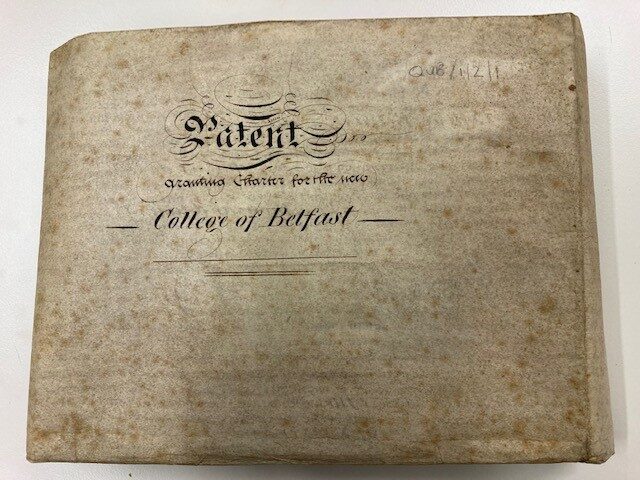 QUB/1/2/1
Patent
granting Charter for the new
— College of Belfast —